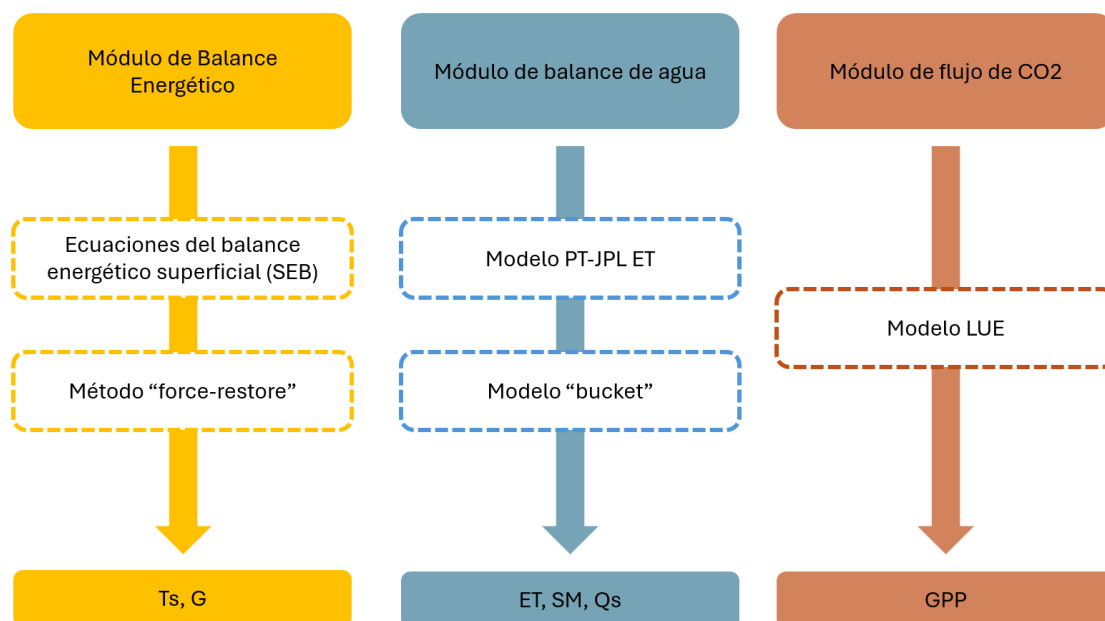 Módulo de Balance
Energético
Módulo de balance de agua
Módulo de flujo de CO2
Ecuaciones del balance
energético superficial (SEB)
Modelo PT-JPL ET
Modelo LUE
Método “force-restore”
Modelo “bucket”
Ts, G
ET, SM, Qs
GPP